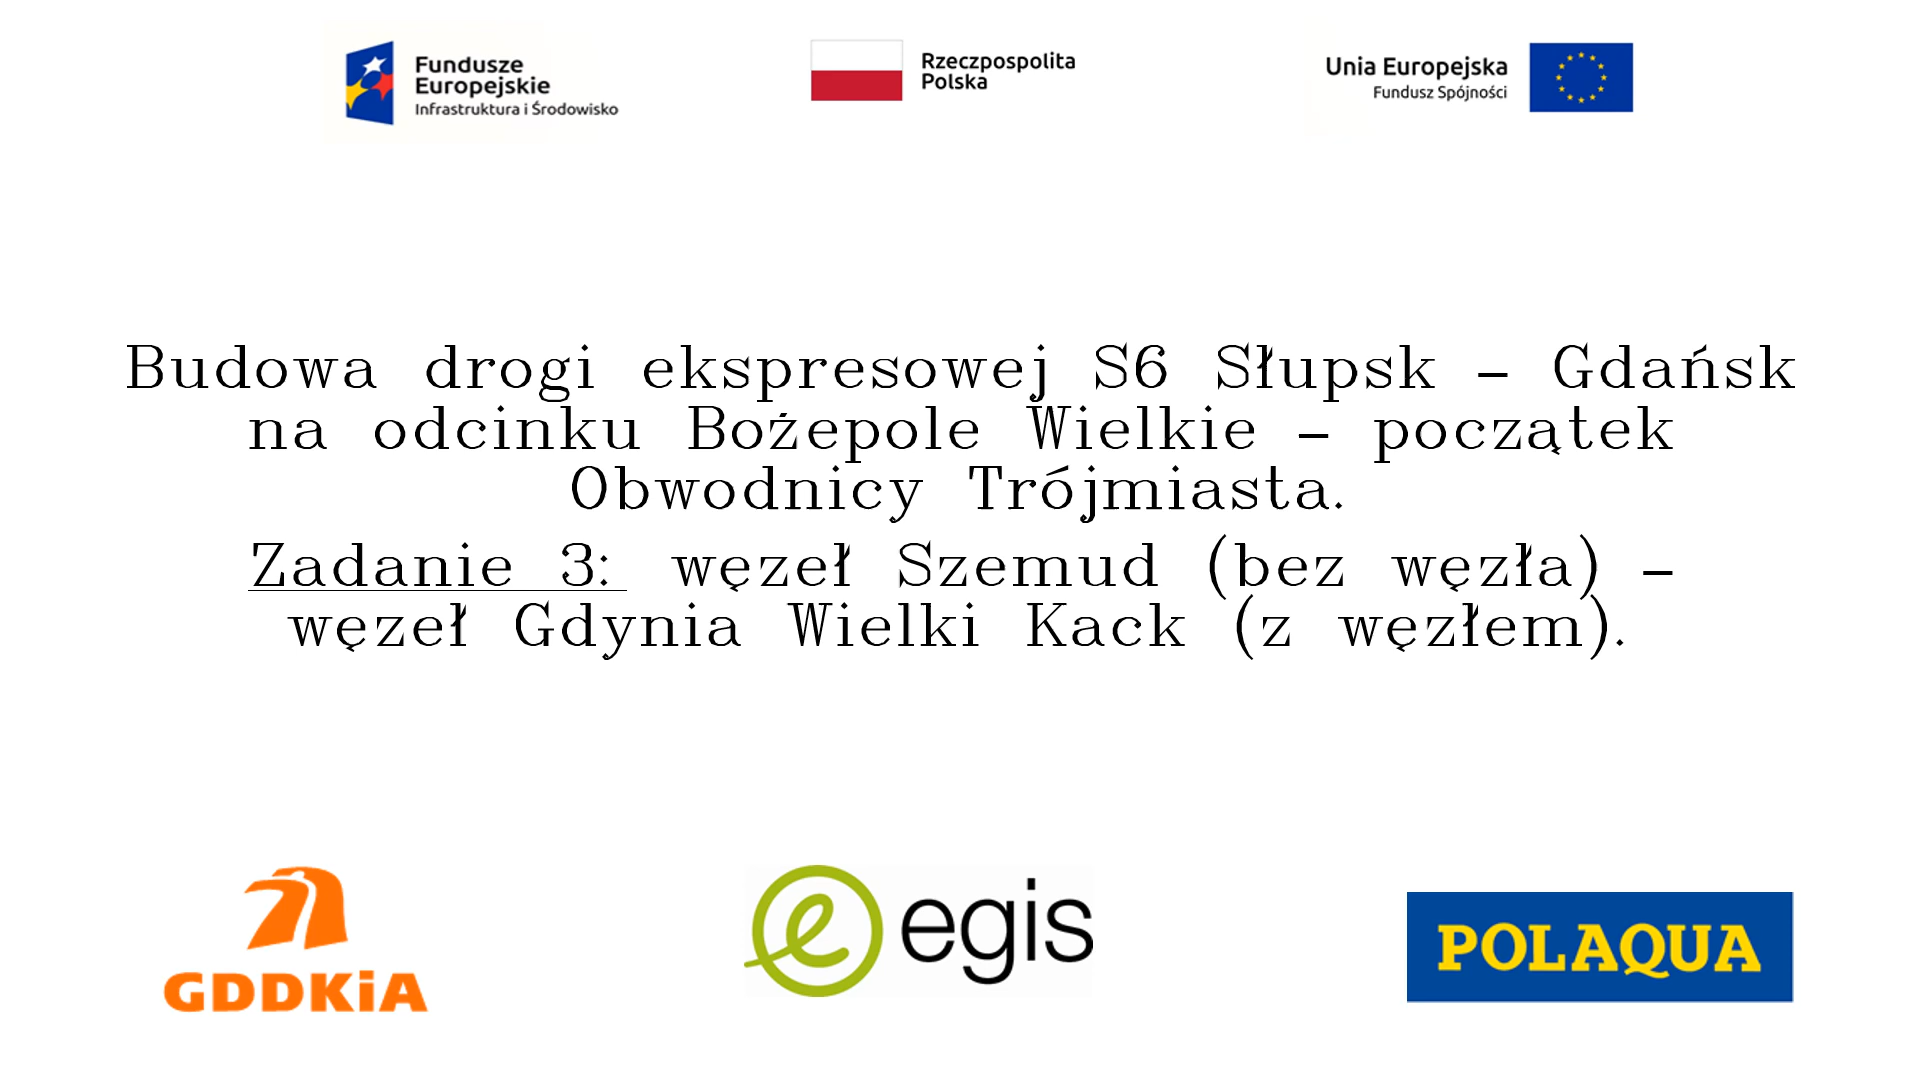 Fundusze
Europejskie
Infrastruktura i Środowisko
Rzeczpospolita
Polska
Unia Europejska
Fundusz Spójności
Budowa drogi ekspresowej S6 Słupsk – Gdańsk
na odcinku Bożepole Wielkie – początek
Obwodnicy Trójmiasta.
Zadanie 3: węzeł Szemud (bez węzła) –
węzeł Gdynia Wielki Kack (z węzłem).
GDDKiA
e egis
POLAQUA